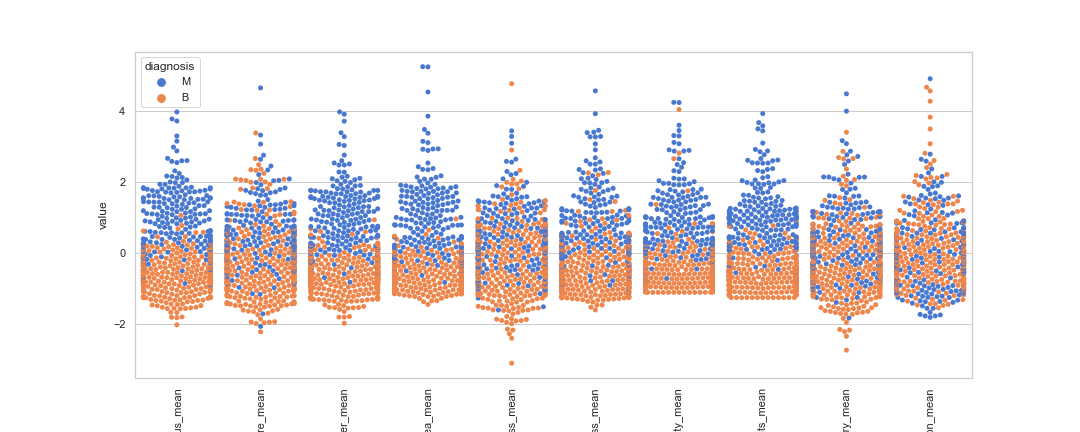 diagnosis
M
B
4
2
0
−2
value
us_mean
re_mean
er_mean
ea_mean
ss_mean
ss_mean
ty_mean
ts_mean
ry_mean
on_mean